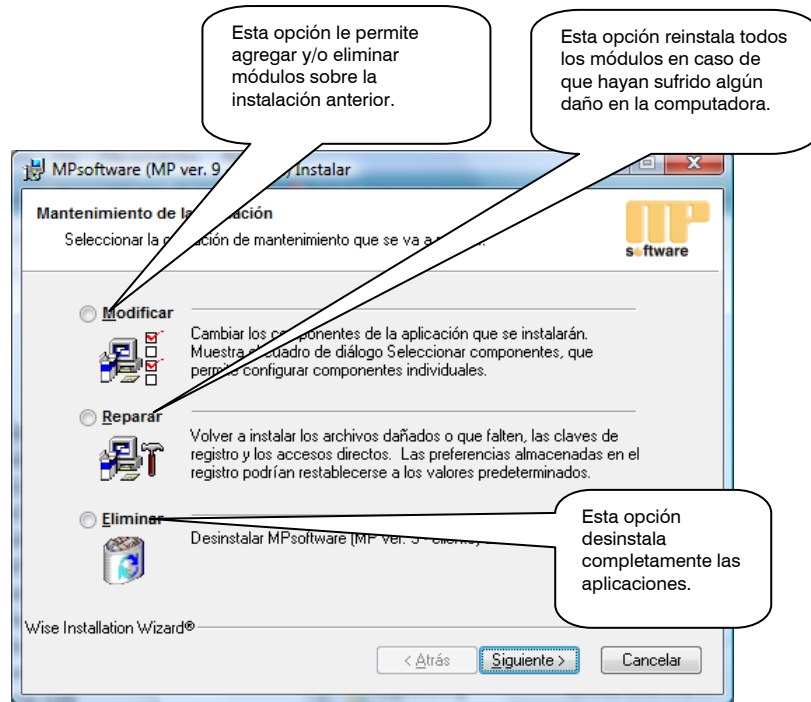 Esta opción le permite
agregar y/o eliminar
módulos sobre la
instalación anterior.
Esta opción reinstala todos
los módulos en caso de
que hayan sufrido algún
daño en la computadora.
MPsoftware (MP ver. 9 Instalar
Mantenimiento de la
Seleccionar la de mantenimiento que se va a
MP
software
Modificar
Cambiar los componentes de la aplicación que se instalarán.
Muestra el cuadro de diálogo Seleccionar componentes, que
permite configurar componentes individuales.
Reparar
Volver a instalar los archivos dañados o que falten, las claves de
registro y los accesos directos. Las preferencias almacenadas en el
registro podrían restablecerse a los valores predeterminados.
Eliminar
Desinstalar MPsoftware (MP ver. 9 - cliente)
Esta opción
desinstala
completamente las
aplicaciones.
Wise Installation Wizard®
< Atrás
Siguiente >
Cancelar